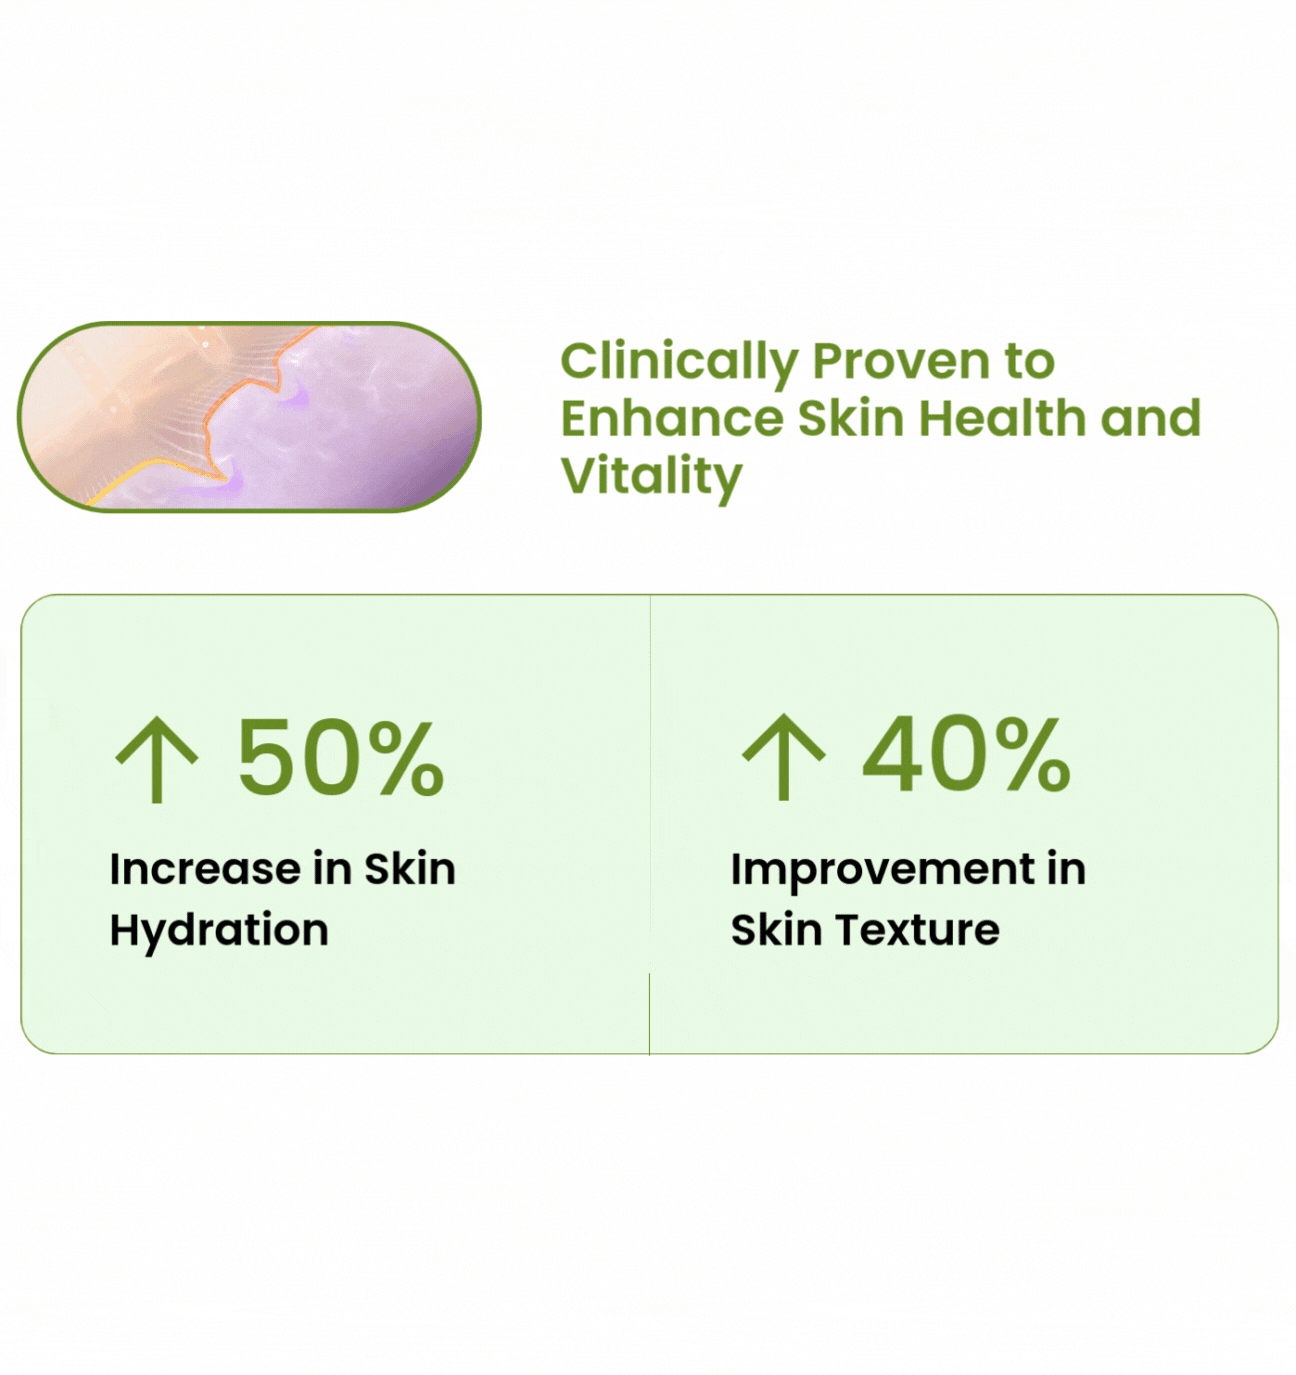 Clinically Proven to
Enhance Skin Health and
Vitality
↑ 50%
Increase in Skin
Hydration
↑ 40%
Improvement in
Skin Texture